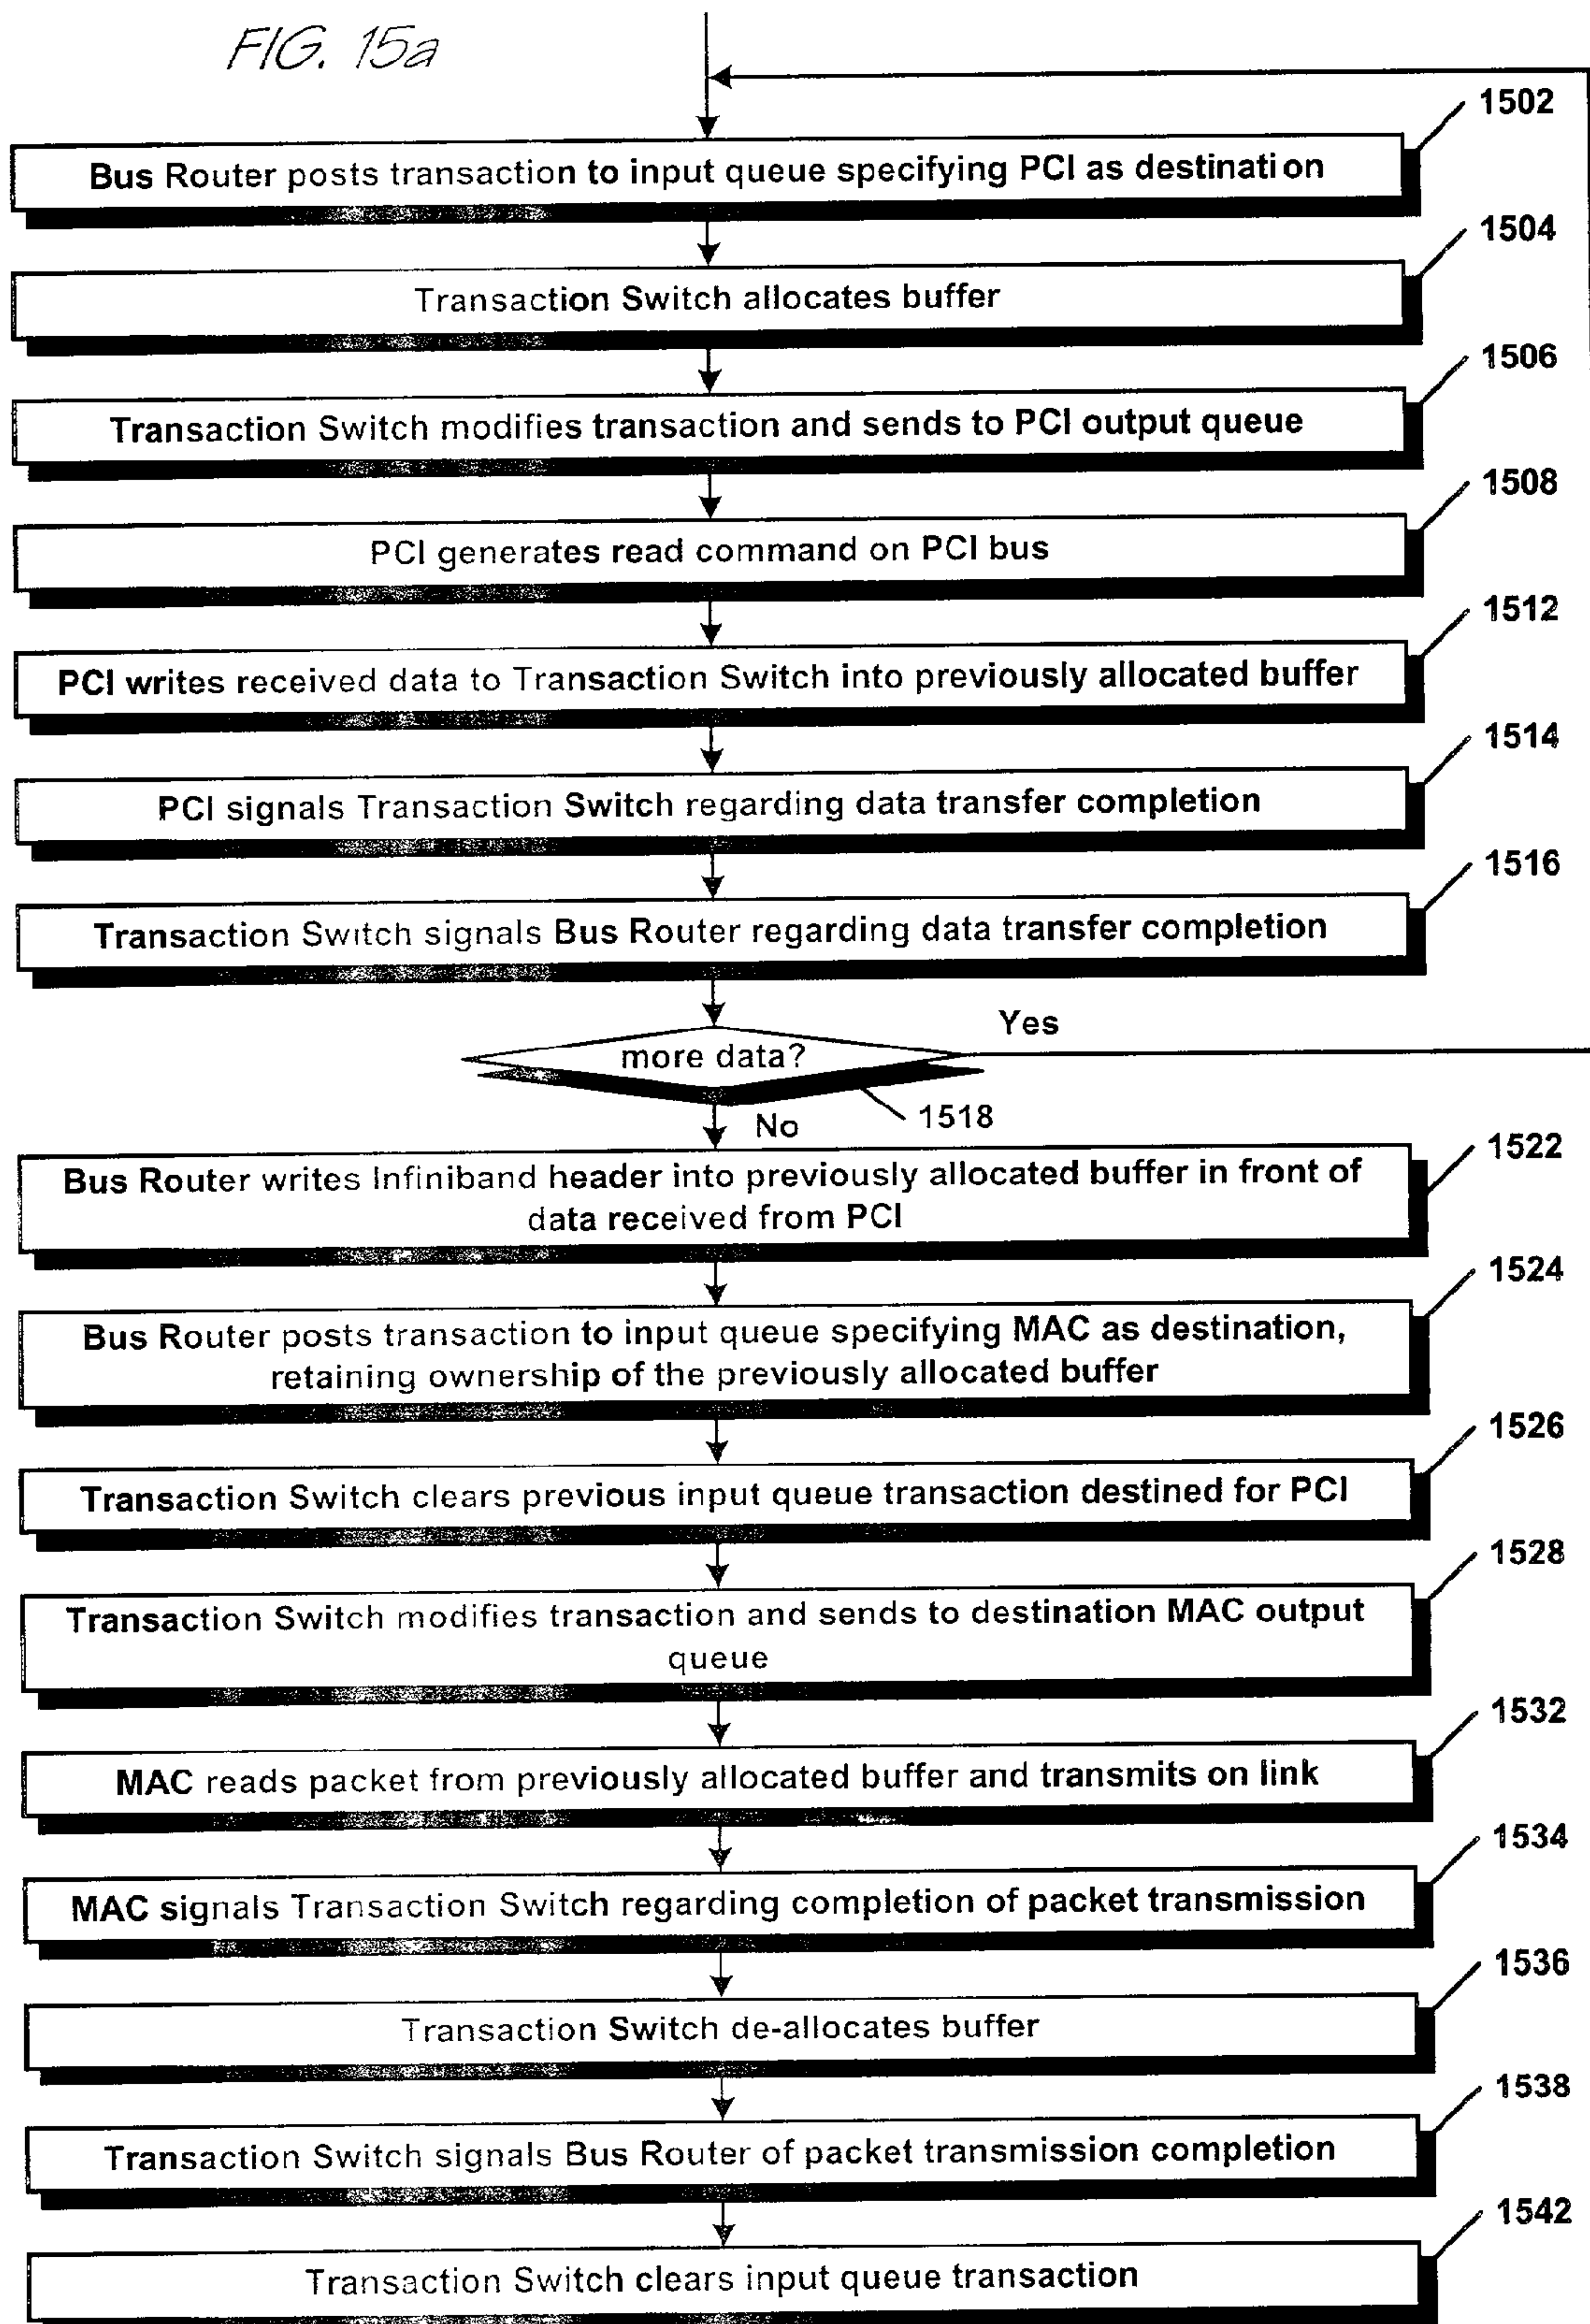 FIG. 15a
1502
Bus Router posts transaction to input queue specifying PCI as destination
1504
Transaction Switch allocates buffer
1506
Transaction Switch modifies transaction and sends to PCI output queue
1508
PCI generates read command on PCI bus
1512
PCI writes received data to Transaction Switch into previously allocated buffer
1514
PCI signals Transaction Switch regarding data transfer completion
1516
Transaction Switch signals Bus Router regarding data transfer completion
Yes
more data?
1518
No
1522
Bus Router writes Infiniband header into previously allocated buffer in front of
data received from PCI
1524
Bus Router posts transaction to input queue specifying MAC as destination,
retaining ownership of the previously allocated buffer
1526
Transaction Switch clears previous input queue transaction destined for PCI
1528
Transaction Switch modifies transaction and sends to destination MAC output
queue
1532
MAC reads packet from previously allocated buffer and transmits on link
1534
MAC signals Transaction Switch regarding completion of packet transmission
1536
Transaction Switch de-allocates buffer
1538
Transaction Switch signals Bus Router of packet transmission completion
1542
Transaction Switch clears input queue transaction